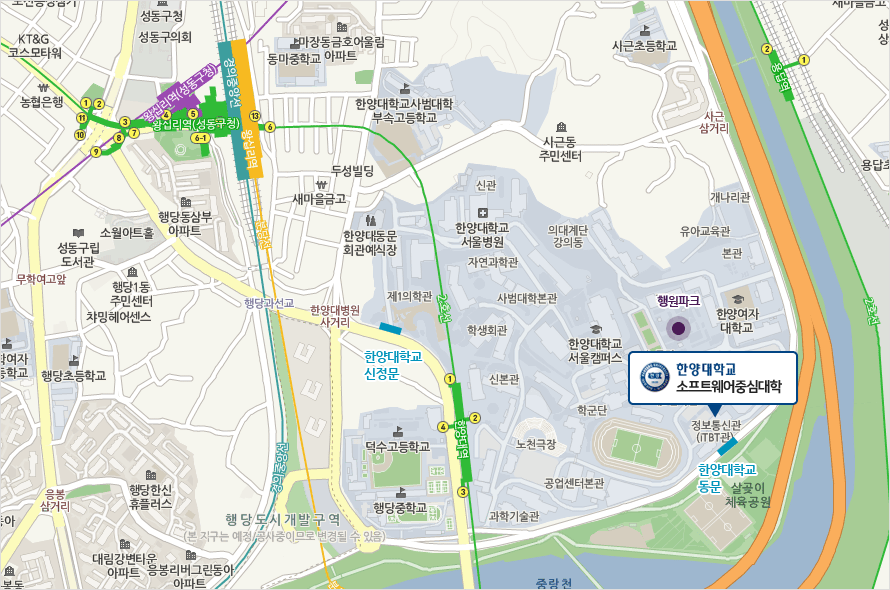 성동구청
성동구의회
KT&G
코스모타워
마장동금호어울림
아파트
동마중학교
시근초등학교
새마을금고
농협은행
경의중앙선
왕십리역(성동구청)
왕십리역(성동구청)
왕십리역
응답역
1
2
11
3
4
5
10
8
7
6-1
9
13
6
2
1
한양대학교사범대학
부속고등학교
사근동
주민센터
사근
삼거리
응답초
두성빌딩
새마을금고
신관
개나리관
행당동삼부
아파트
소월아트홀
성동구립
도서관
한양대동문
회관예식장
한양대학교
서울병원
의대계단
강의동
유아교육관
본관
자연과학관
무학여고앞
행당1동
주민센터
챠밍헤어센스
행당과선교
한양대병원
사거리
제1의학관
사범대학본관
행원파크
2호선
2호선
학생회관
한양여자
대학교
한양대학교
서울캠퍼스
한양대학교
신정문
행당초등학교
신본관
한양대학교
소프트웨어중심대학
1
2
4
3
한양대역
학군단
정보통신관
(ITBT관)
덕수고등학교
노천극장
한양대학교
동문
경의중앙선
행당한신
휴플러스
공업센터본관
살곶이
체육공원
응봉
삼거리
행당중학교
과학기술관
행당도시개발구역
(본 지구는 예정/공사중이므로 변경될 수 있음)
대림강변타운
아파트
응봉리버그린동아
아파트
중랑천